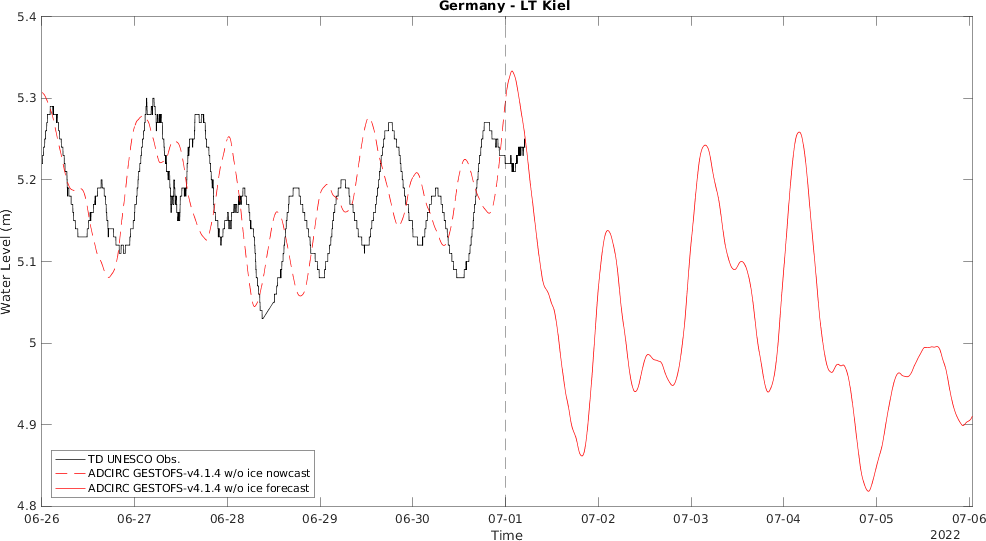 Germany - LT Kiel
Water Level (m)
5.4
5.3
5.2
5.1
5
4.9
4.8
TD UNESCO Obs.
ADCIRC GESTOFS-v4.1.4 w/o ice nowcast
ADCIRC GESTOFS-v4.1.4 w/o ice forecast
06-26 06-27 06-28 06-29 06-30 07-01 07-02 07-03 07-04 07-05 07-06
Time
2022